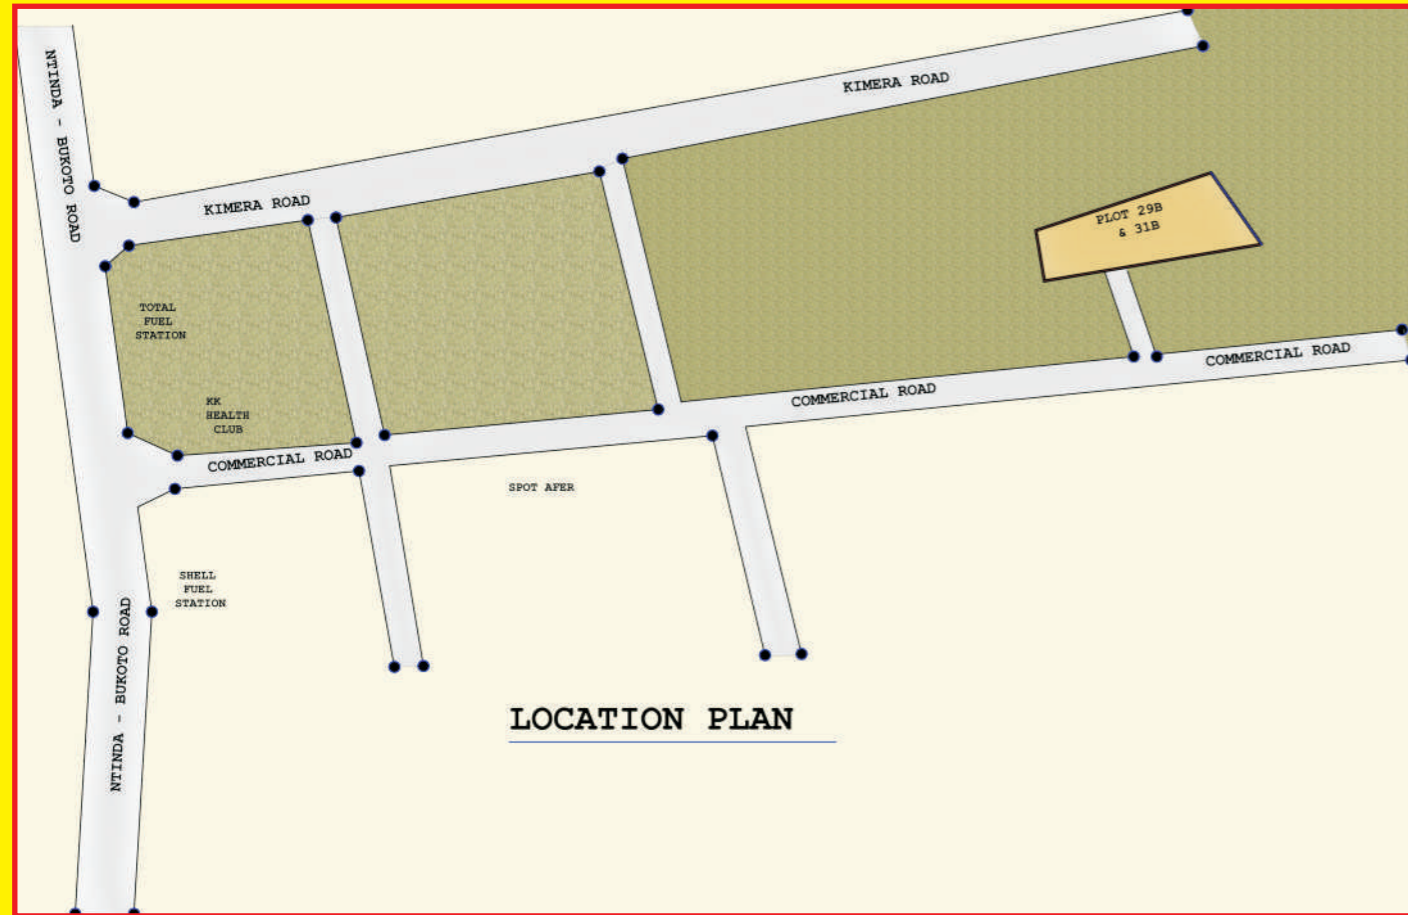 NTINDA - BUKOTO ROAD
KIMERA ROAD
KIMERA ROAD
PLOT 29B
& 31B
TOTAL
FUEL
STATION
KK
HEALTH
CLUB
COMMERCIAL ROAD
COMMERCIAL ROAD
COMMERCIAL ROAD
SPOT AFER
SHELL
FUEL
STATION
NTINDA - BUKOTO ROAD
LOCATION PLAN